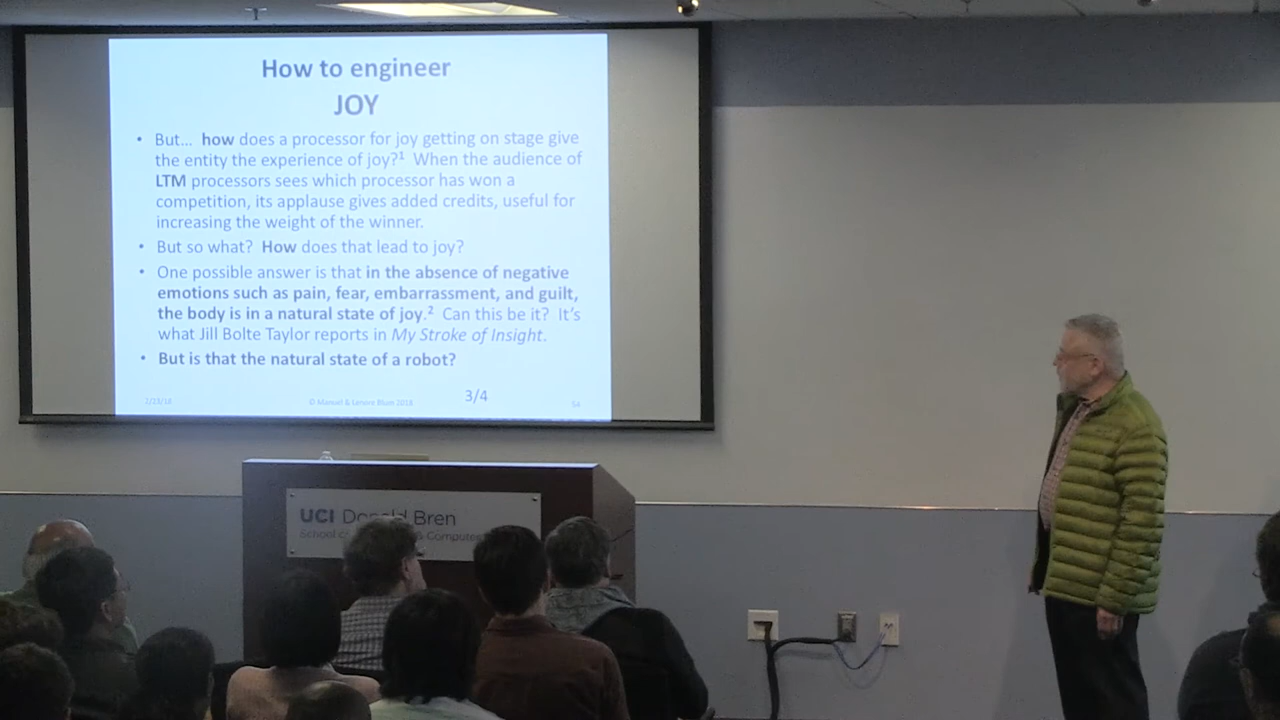 How to engineer
JOY
• But... how does a processor for joy getting on stage give
the entity the experience of joy?¹ When the audience of
LTM processors sees which processor has won a
competition, its applause gives added credits, useful for
increasing the weight of the winner.
• But so what? How does that lead to joy?
• One possible answer is that in the absence of negative
emotions such as pain, fear, embarrassment, and guilt,
the body is in a natural state of joy.² Can this be it? It's
what Jill Bolte Taylor reports in My Stroke of Insight.
• But is that the natural state of a robot?
© Manuel & Lenore Blum 2018
3/4
UCI Donald Bren
School & Computer